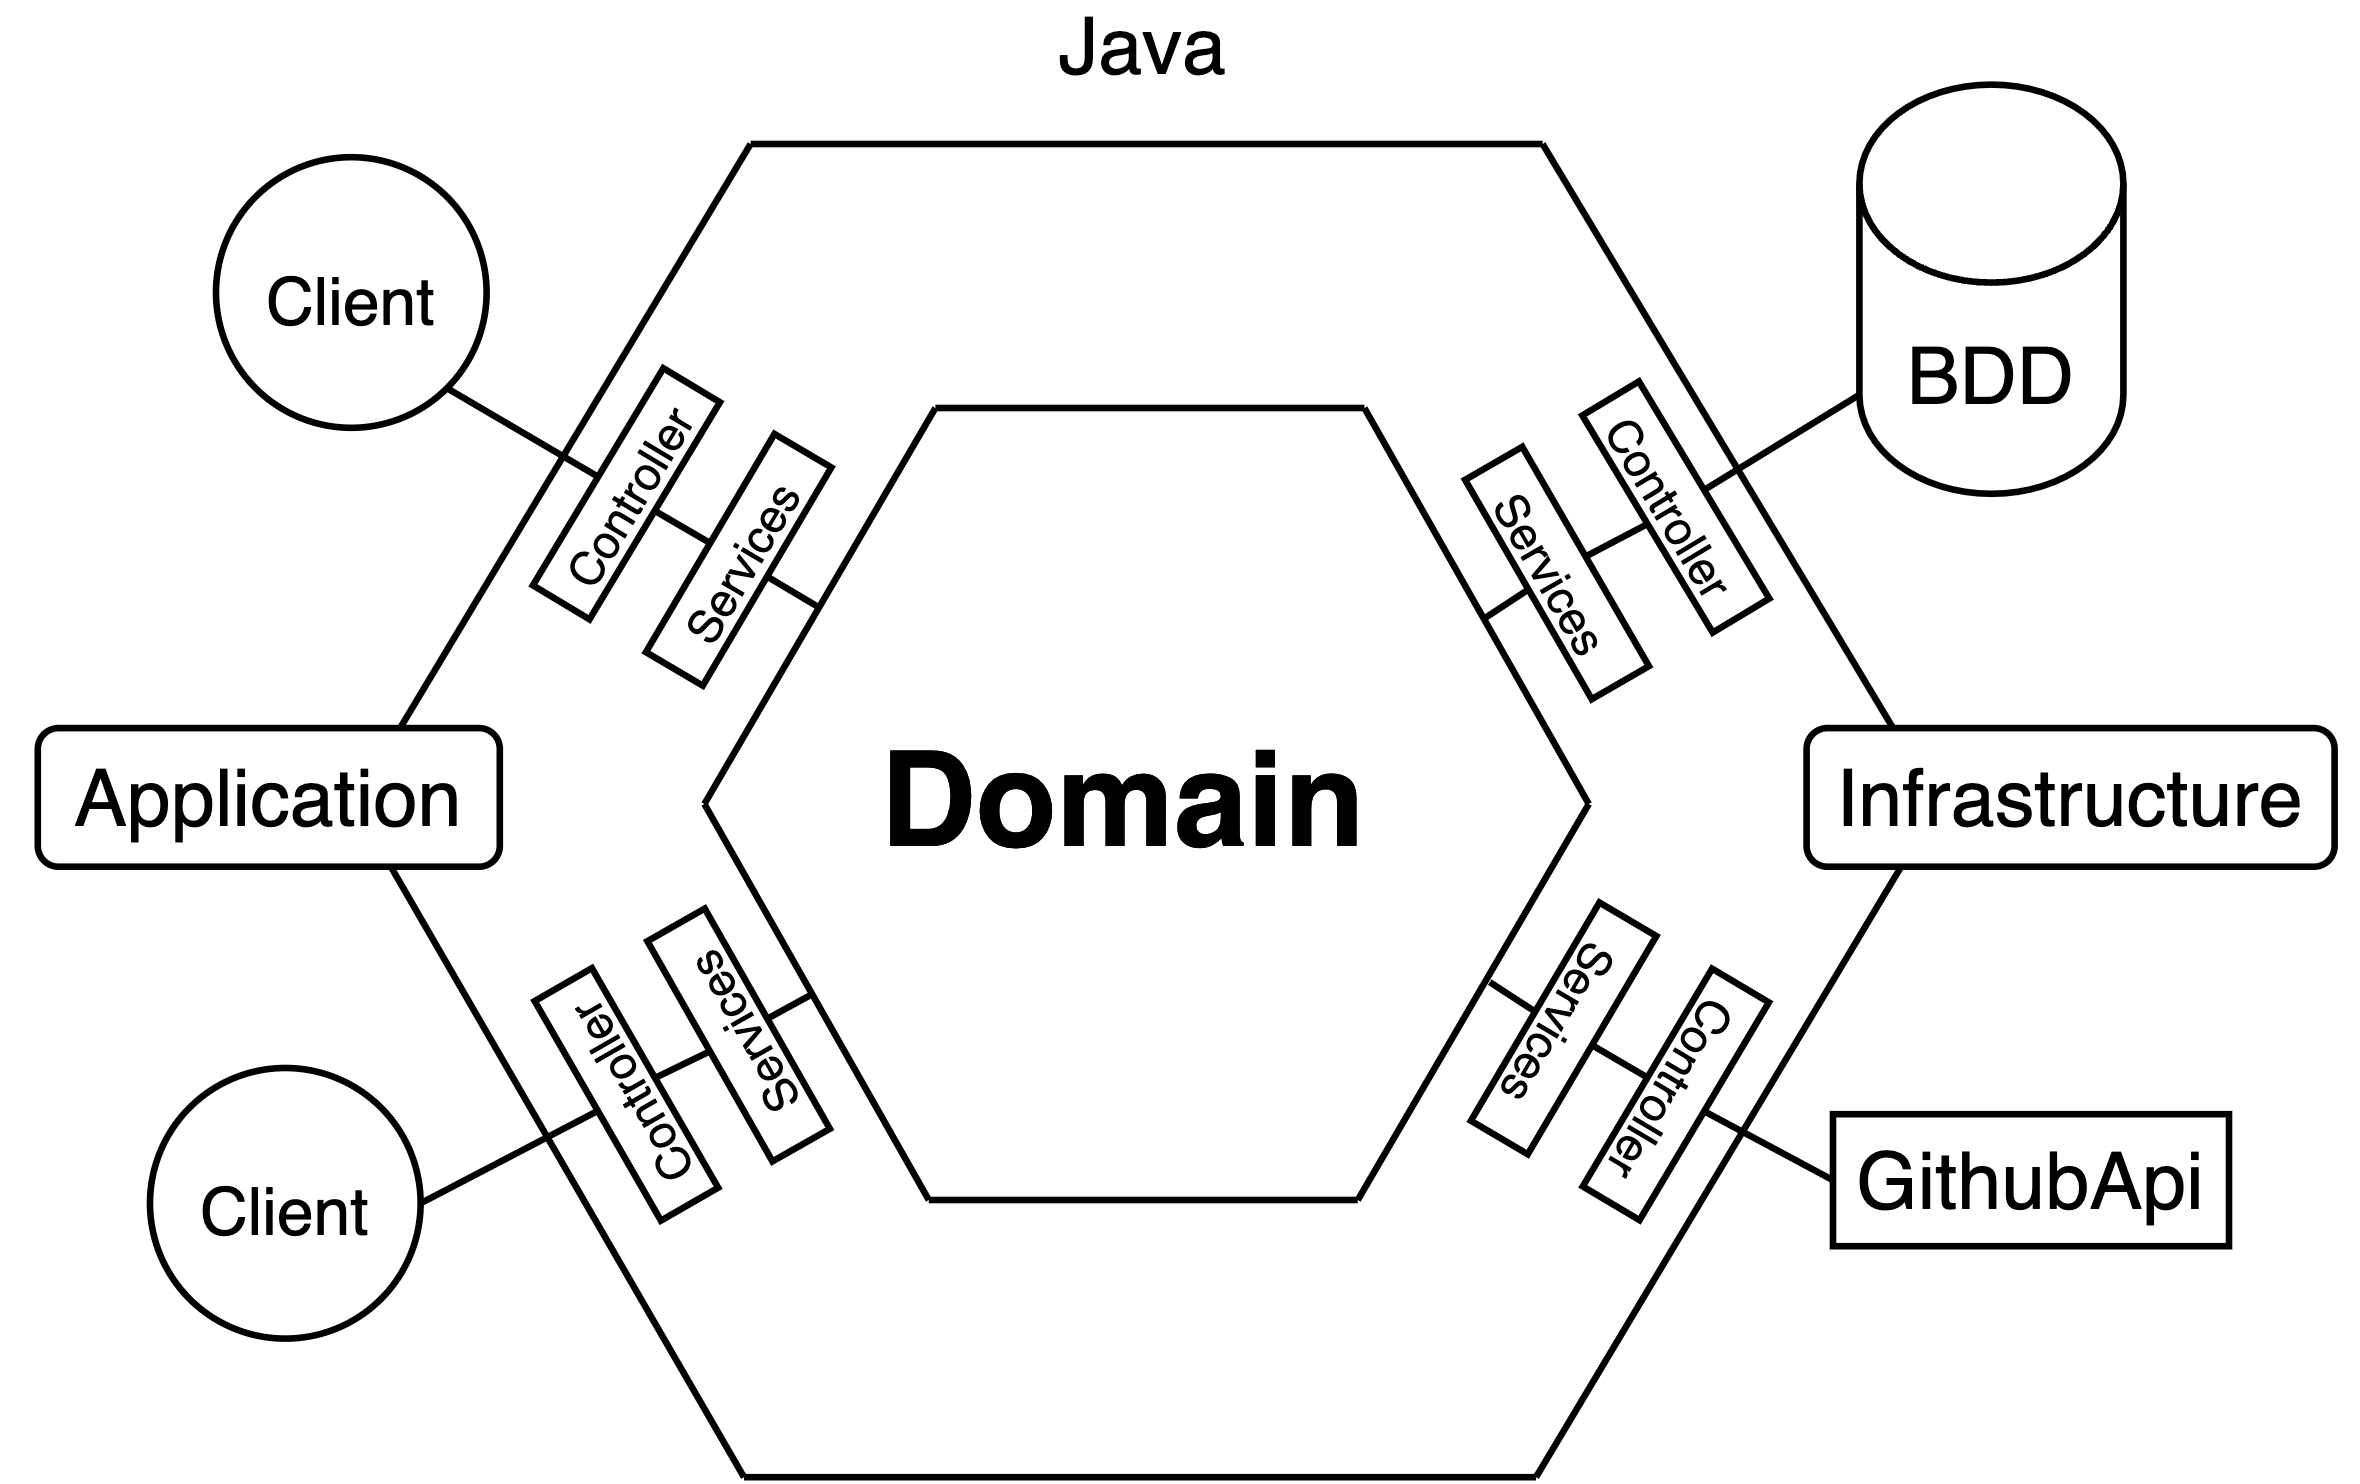 Java
Client
BDD
Controller
Services
Services
Controller
Application
Domain
Infrastructure
Controller
Services
Services
Controller
Client
GithubApi